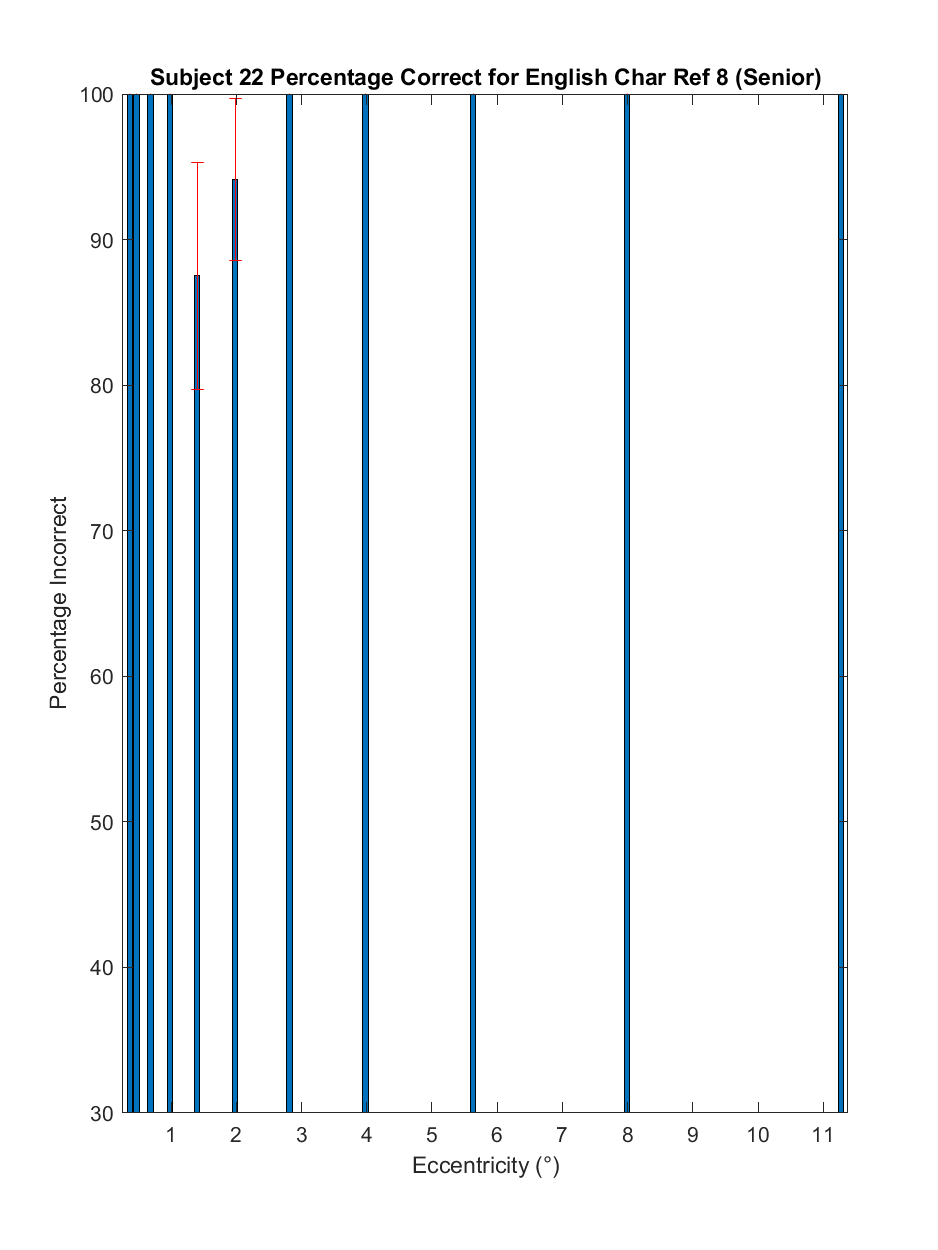 Subject 22 Percentage Correct for English Char Ref 8 (Senior)
100
90
80
70
60
50
40
30
Percentage Incorrect
1 2 3 4 5 6 7 8 9 10 11
Eccentricity (°)